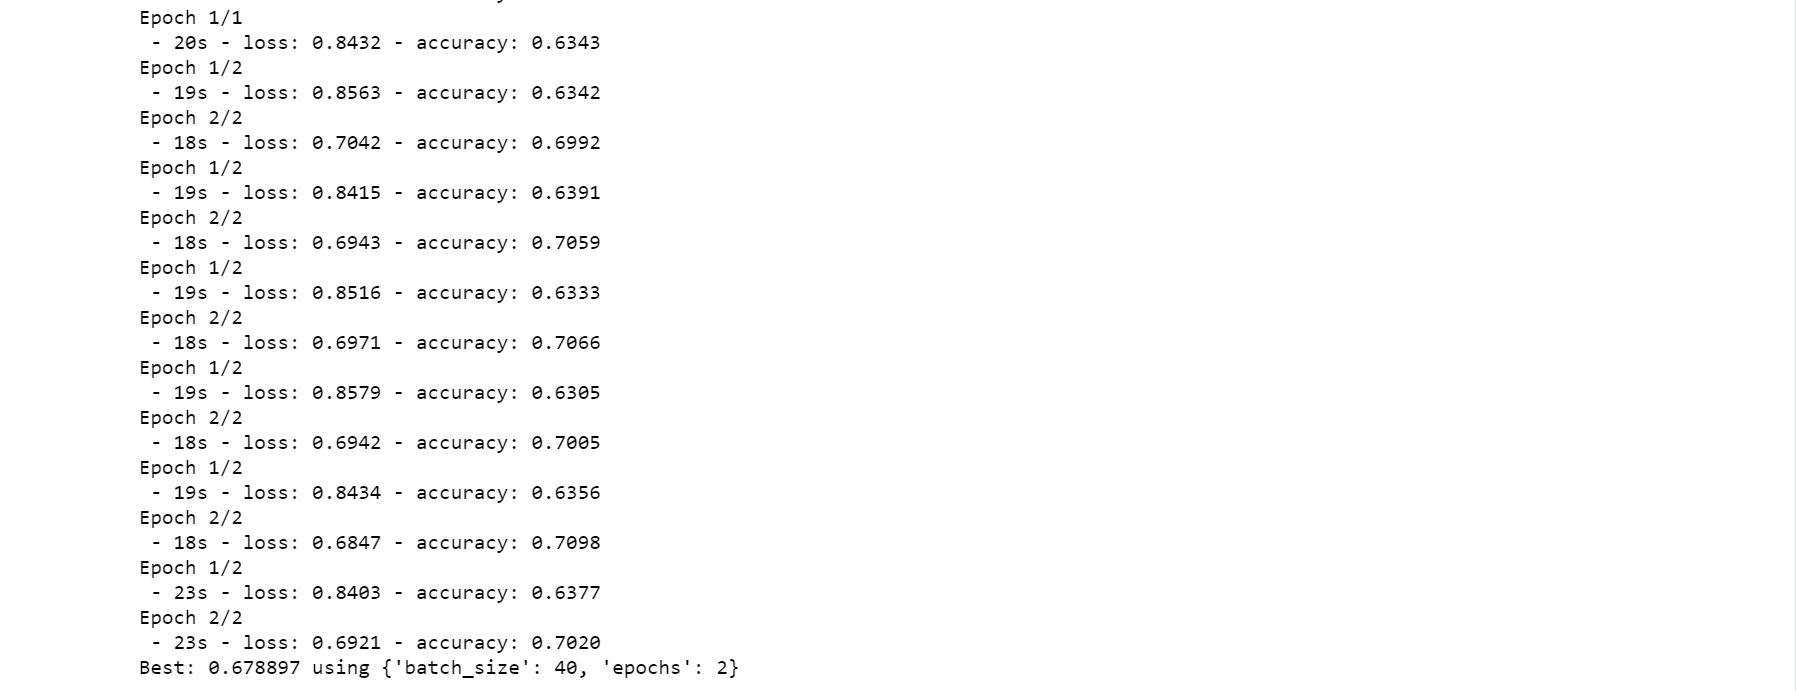 Epoch 1/1
 - 20s - loss: 0.8432 - accuracy: 0.6343
Epoch 1/2
 - 19s - loss: 0.8563 - accuracy: 0.6342
Epoch 2/2
 - 18s - loss: 0.7042 - accuracy: 0.6992
Epoch 1/2
 - 19s - loss: 0.8415 - accuracy: 0.6391
Epoch 2/2
 - 18s - loss: 0.6943 - accuracy: 0.7059
Epoch 1/2
 - 19s - loss: 0.8516 - accuracy: 0.6333
Epoch 2/2
 - 18s - loss: 0.6971 - accuracy: 0.7066
Epoch 1/2
 - 19s - loss: 0.8579 - accuracy: 0.6305
Epoch 2/2
 - 18s - loss: 0.6942 - accuracy: 0.7005
Epoch 1/2
 - 19s - loss: 0.8434 - accuracy: 0.6356
Epoch 2/2
 - 18s - loss: 0.6847 - accuracy: 0.7098
Epoch 1/2
 - 23s - loss: 0.8403 - accuracy: 0.6377
Epoch 2/2
 - 23s - loss: 0.6921 - accuracy: 0.7020
Best: 0.678897 using {'batch_size': 40, 'epochs': 2}